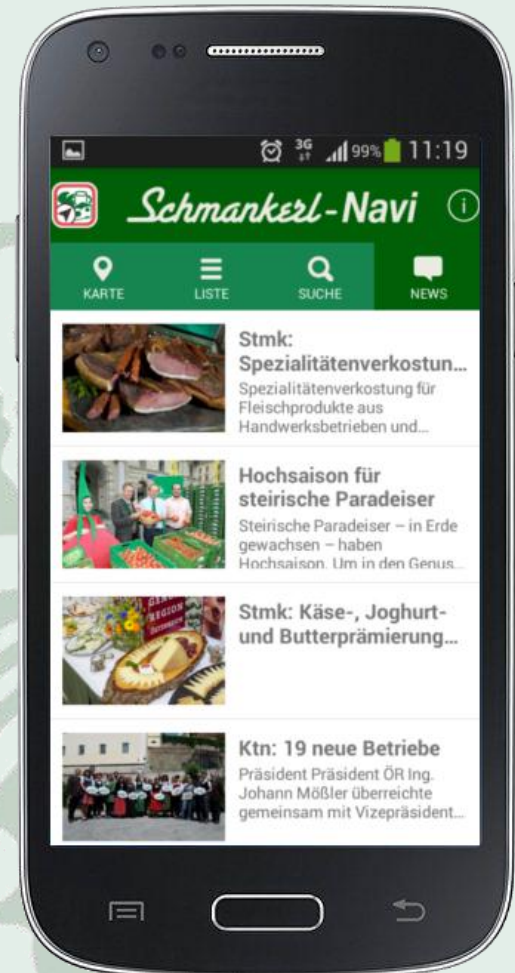 3G 99% 11:19
Schmankerl-Navi i
KARTE LISTE SUCHE NEWS
Stmk:
Spezialitätenverkostun...
Spezialitätenverkostung für
Fleischprodukte aus
Handwerksbetrieben und...
Hochsaison für
steirische Paradeiser
Steirische Paradeiser – in Erde
gewachsen – haben
Hochsaison. Um in den Genus...
REGION
Stmk: Käse-, Joghurt-
und Butterprämierung...
Ktn: 19 neue Betriebe
Präsident Präsident ÖR Ing.
Johann Mößler überreichte
gemeinsam mit Vizepräsident...